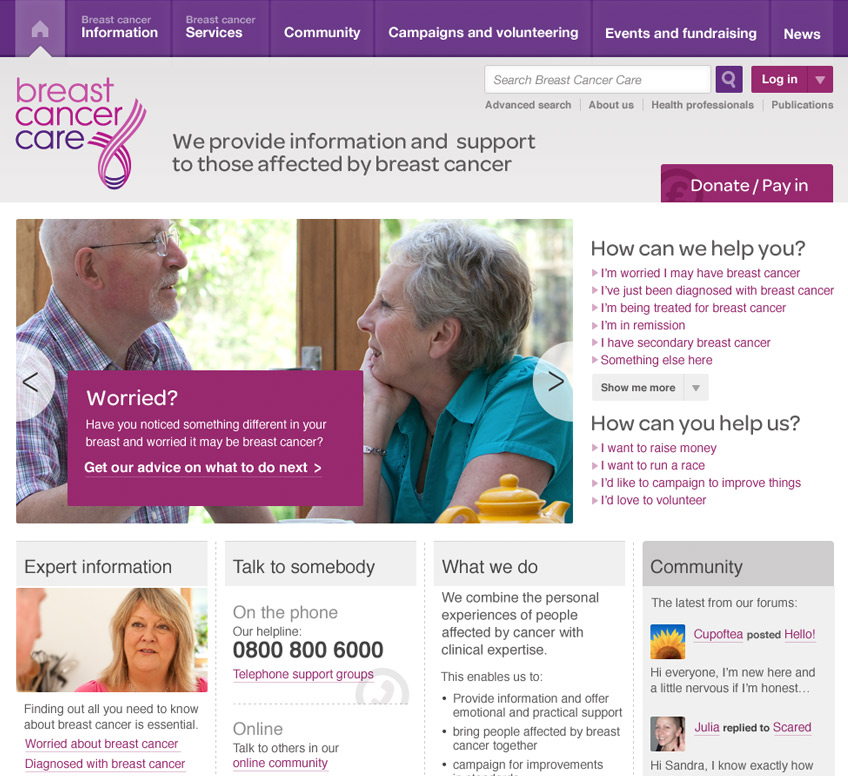 Breast cancer
Information
Breast cancer
Services
Community
Campaigns and volunteering
Events and fundraising
News
breast
cancer
care
Search Breast Cancer Care
Log in
Advanced search
About us
Health professionals
Publications
We provide information and support
to those affected by breast cancer
£
Donate / Pay in
<
>
Worried?
Have you noticed something different in your
breast and worried it may be breast cancer?
Get our advice on what to do next >
How can we help you?
I'm worried I may have breast cancer
I've just been diagnosed with breast cancer
I'm being treated for breast cancer
I'm in remission
I have secondary breast cancer
Something else here
Show me more
How can you help us?
I want to raise money
I want to run a race
I'd like to campaign to improve things
I'd love to volunteer
Expert information
Finding out all you need to know
about breast cancer is essential.
Worried about breast cancer
Diagnosed with breast cancer
Talk to somebody
On the phone
Our helpline:
0800 800 6000
Telephone support groups
Online
Talk to others in our
online community
What we do
We combine the personal
experiences of people
affected by cancer with
clinical expertise.
This enables us to:
• Provide information and offer
emotional and practical support
• bring people affected by breast
cancer together
• campaign for improvements
Community
The latest from our forums:
Cupoftea posted Hello!
Hi everyone, I'm new here and
a little nervous if I'm honest...
Julia replied to Scared
Hi Sandra, I know exactly how